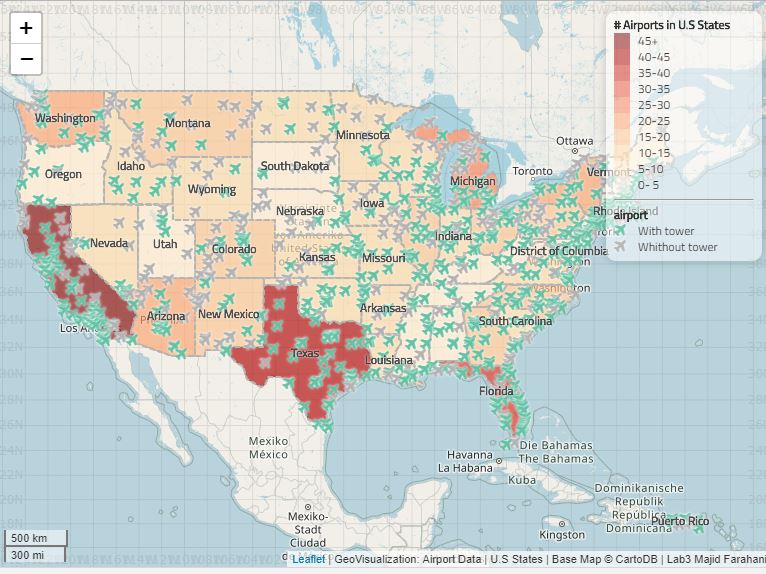 +
−
# Airports in U.S States
45+
40-45
35-40
30-35
25-30
20-25
15-20
10-15
5-10
0- 5
airport
With tower
Whithout tower
Washington
Montana
Minnesota
Ottawa
Oregon
Idaho
South Dakota
Michigan
Toronto
Vermont
Wyoming
Nebraska
Iowa
Rhode Island
Nevada
Utah
Colorado
Kansas
Missouri
Indiana
District of Columbia
Washington
Arizona
New Mexico
Arkansas
South Carolina
Los An
Texas
Louisiana
Florida
Mexiko
México
Die Bahamas
The Bahamas
Havanna
La Habana
Kuba
Dominikanische
Republik
República
Dominicana
Puerto Rico
Mexiko-
Stadt
Ciudad
Kingston
500 km
300 mi
Leaflet | GeoVisualization: Airport Data | U.S States | Base Map © CartoDB | Lab3 Majid Farahani